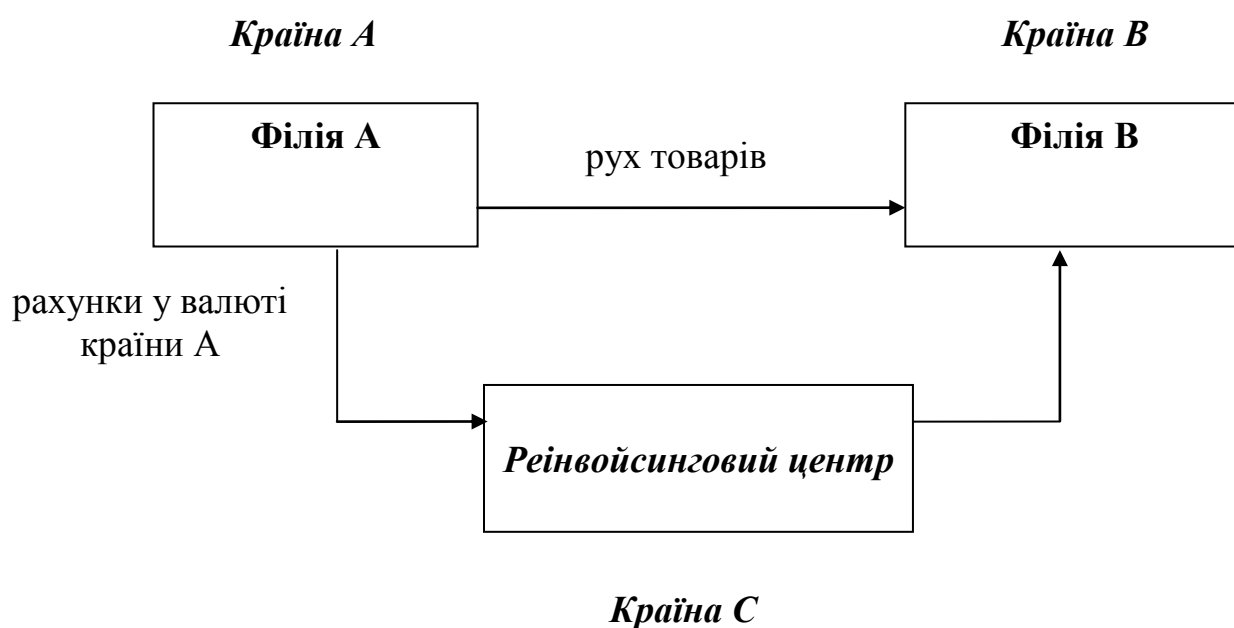 Країна А
Країна В
Філія А
Філія В
рух товарів
рахунки у валюті
країни А
Реінвойсинговий центр
Країна С